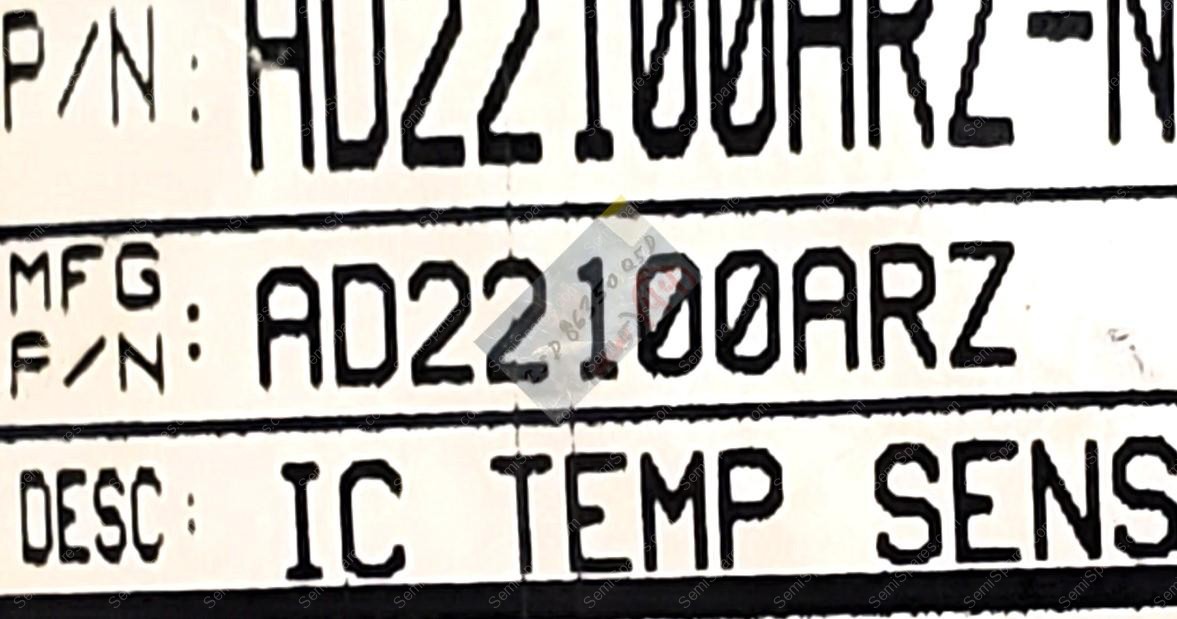 P/N: AD22100ARZ-N
MFG
P/N: AD22100ARZ
DESC: IC TEMP SENS